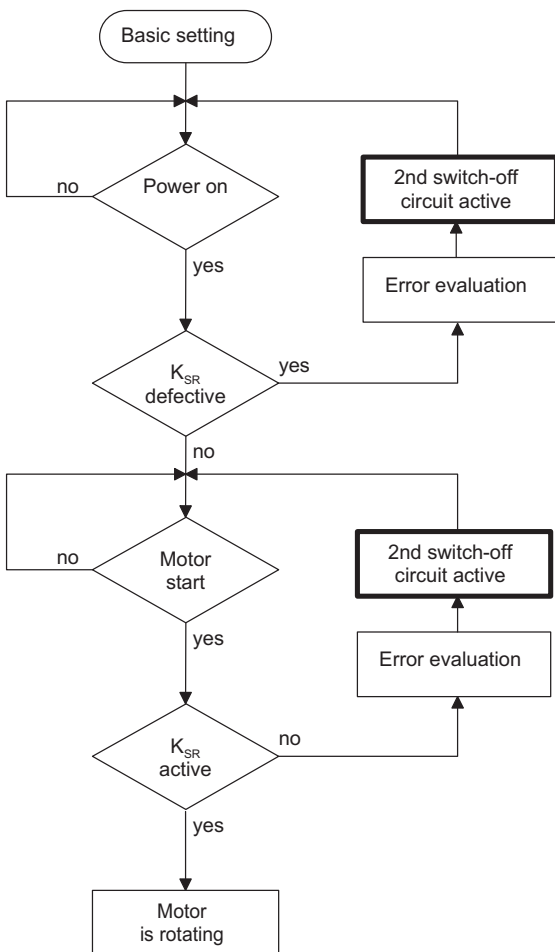 Basic setting
no
Power on
2nd switch-off
circuit active
yes
Error evaluation
K_SR
defective
yes
no
no
Motor
start
2nd switch-off
circuit active
yes
Error evaluation
K_SR
active
no
yes
Motor
is rotating